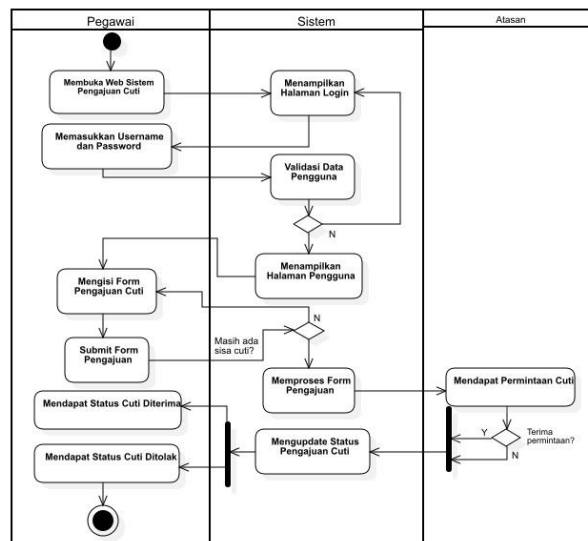 Pegawai
Sistem
Atasan
Membuka Web Sistem
Pengajuan Cuti
Menampilkan
Halaman Login
Memasukkan Username
dan Password
Validasi Data
Pengguna
N
Menampilkan
Halaman Pengguna
Mengisi Form
Pengajuan Cuti
N
Masih ada
sisa cuti?
Submit Form
Pengajuan
Memproses Form
Pengajuan
Mendapat Permintaan Cuti
Mendapat Status Cuti Diterima
Mengupdate Status
Pengajuan Cuti
Y
Terima
permintaan?
N
Mendapat Status Cuti Ditolak